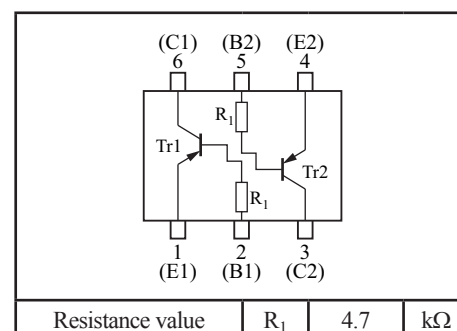 (C1) (B2) (E2)
6 5 4
R1
Tr1
Tr2
R1
1 2 3
(E1) (B1) (C2)
Resistance value R1 4.7 kΩ